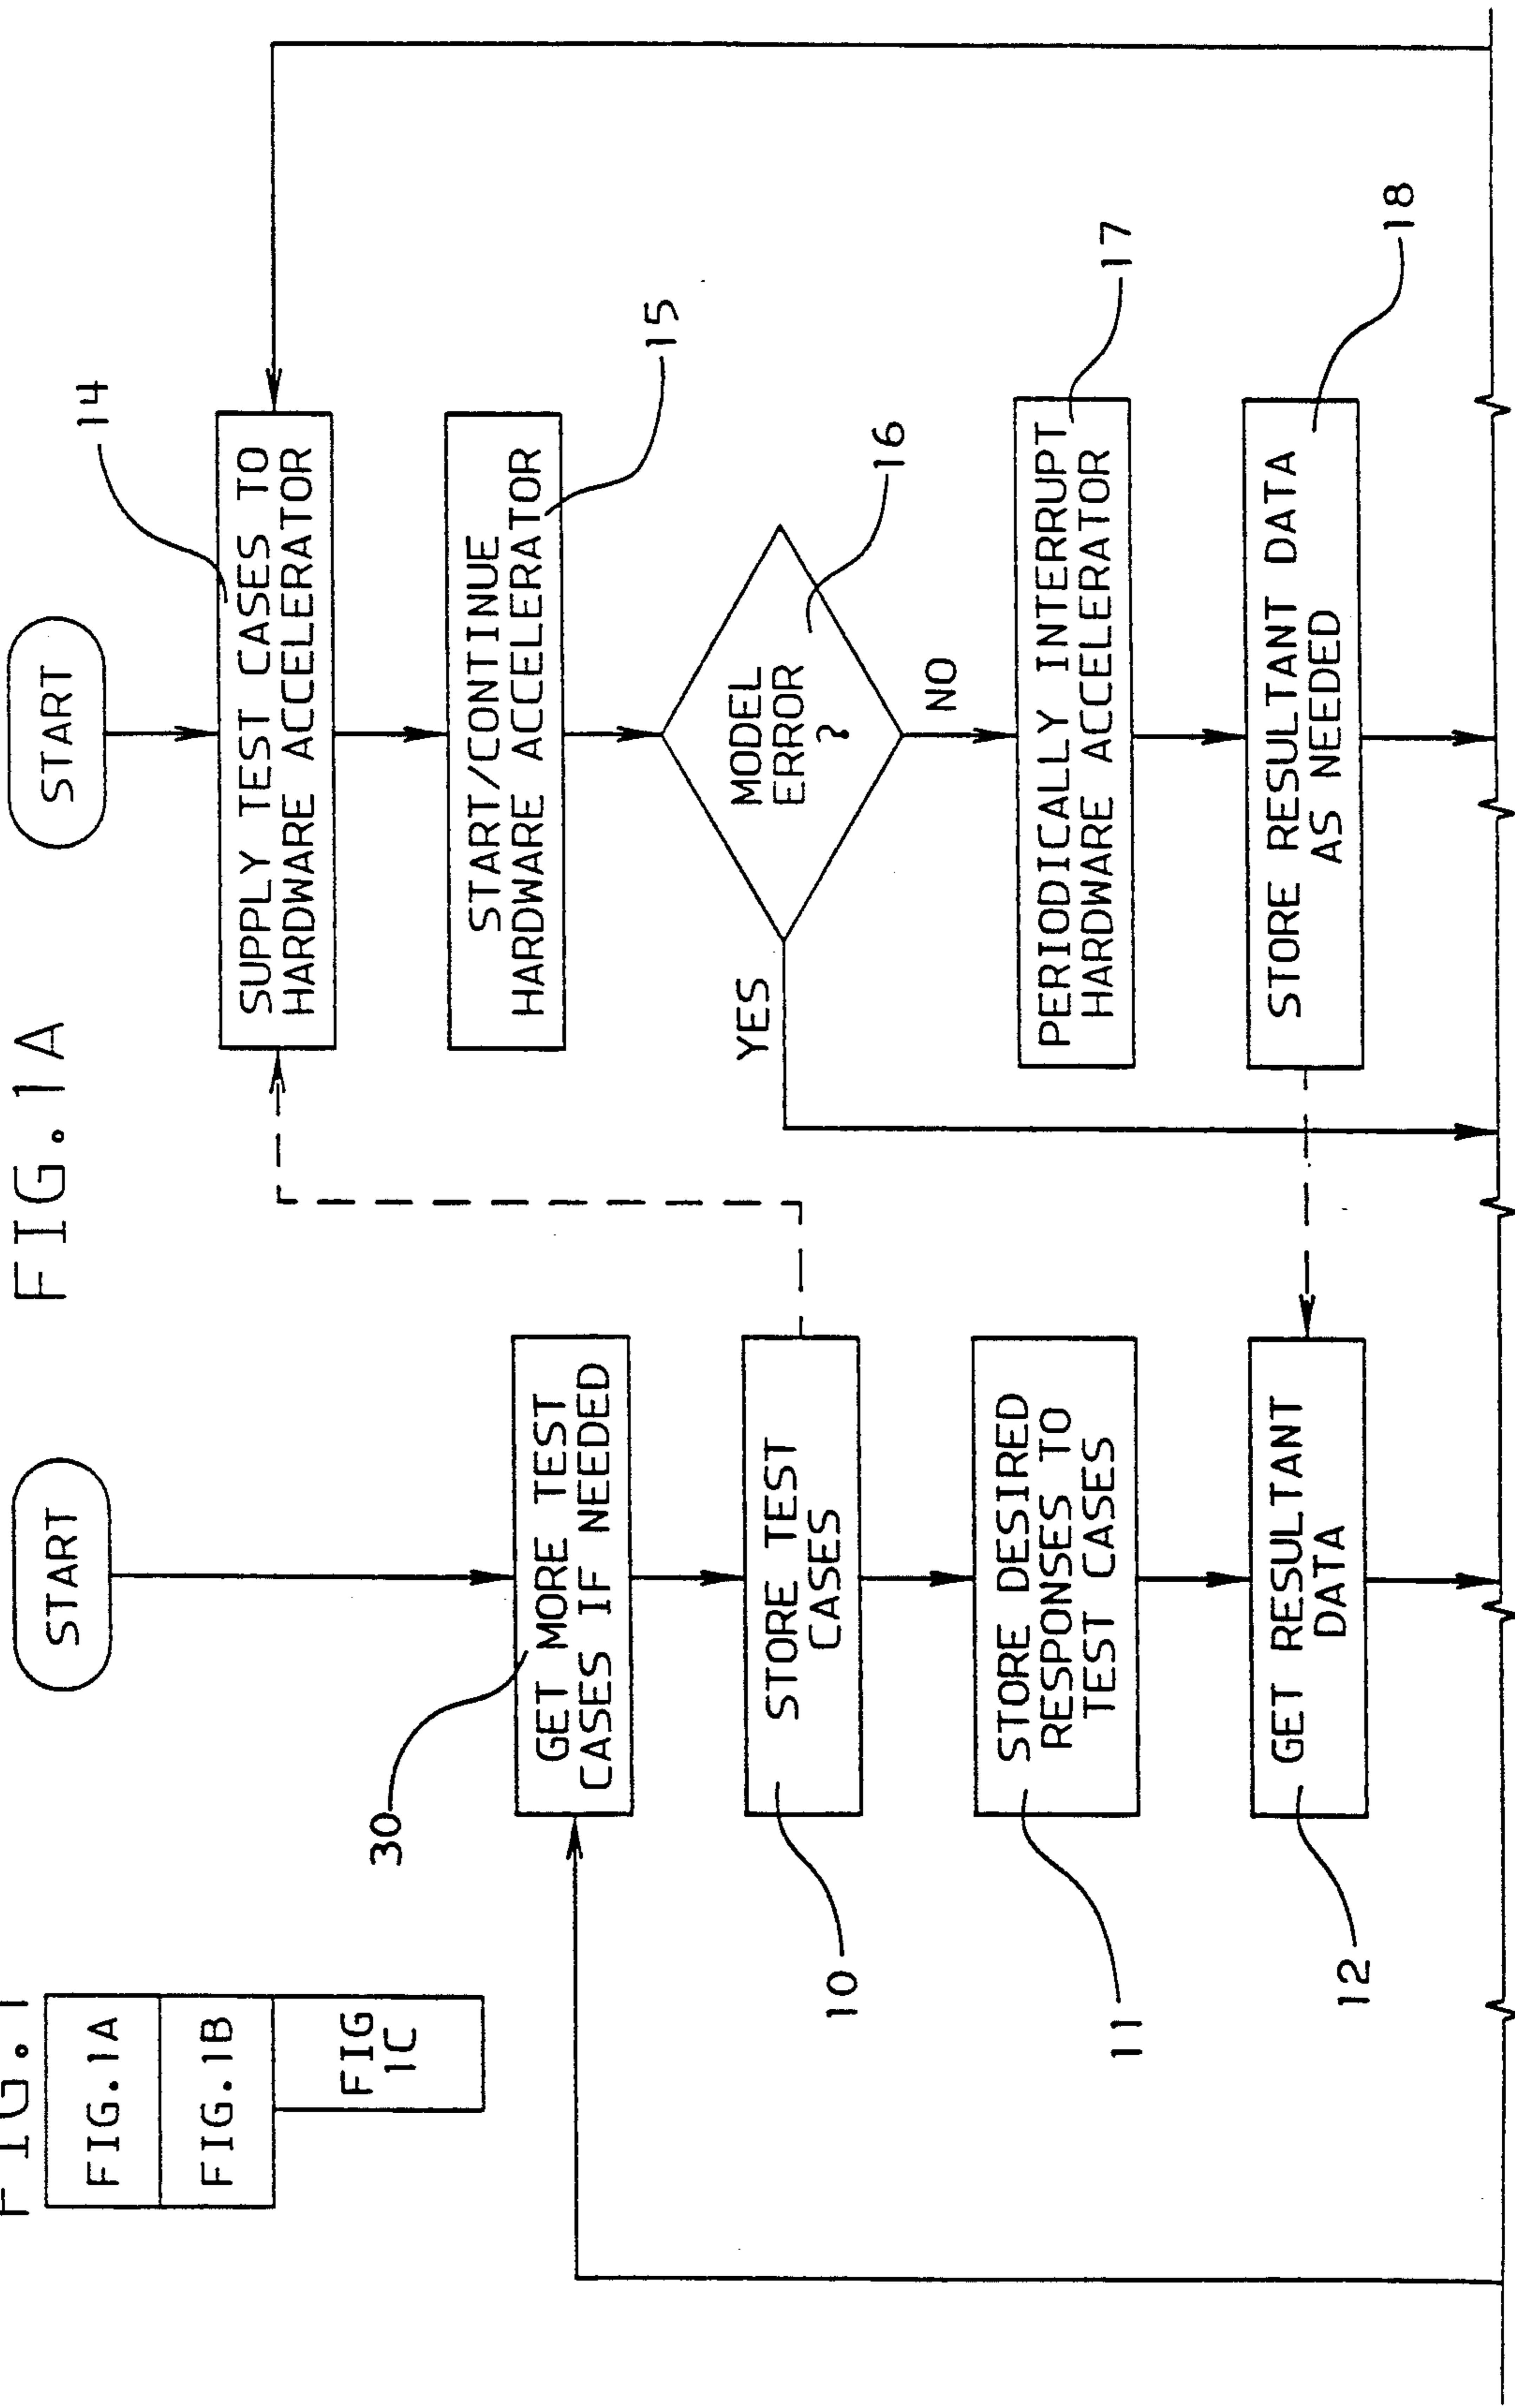 FIG. 1
FIG. 1A
FIG. 1B
FIG
1C
FIG. 1A
START
30
GET MORE TEST
CASES IF NEEDED
10
STORE TEST
CASES
11
STORE DESIRED
RESPONSES TO
TEST CASES
12
GET RESULTANT
DATA
START
14
SUPPLY TEST CASES TO
HARDWARE ACCELERATOR
15
START/CONTINUE
HARDWARE ACCELERATOR
16
MODEL
ERROR
?
YES
NO
17
PERIODICALLY INTERRUPT
HARDWARE ACCELERATOR
18
STORE RESULTANT DATA
AS NEEDED